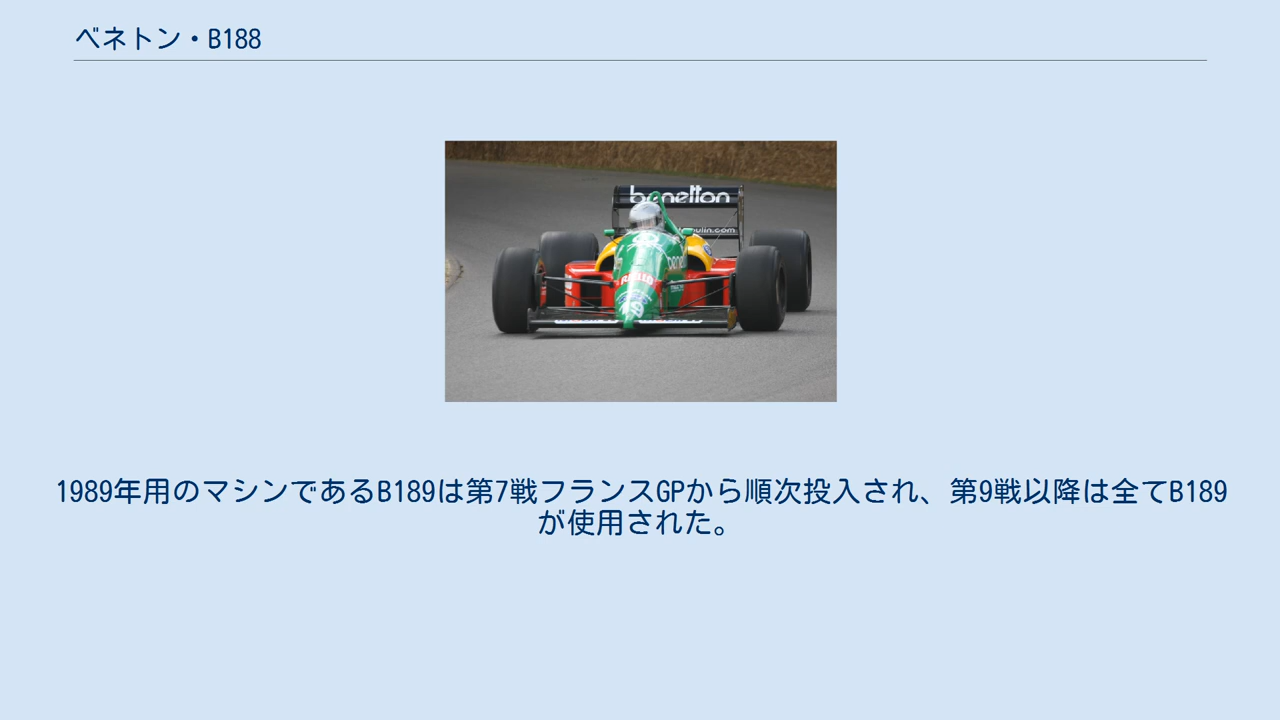 ベネトン・B188
benetton
1989年用のマシンであるB189は第7戦フランスGPから順次投入され、第9戦以降は全てB189
が使用された。